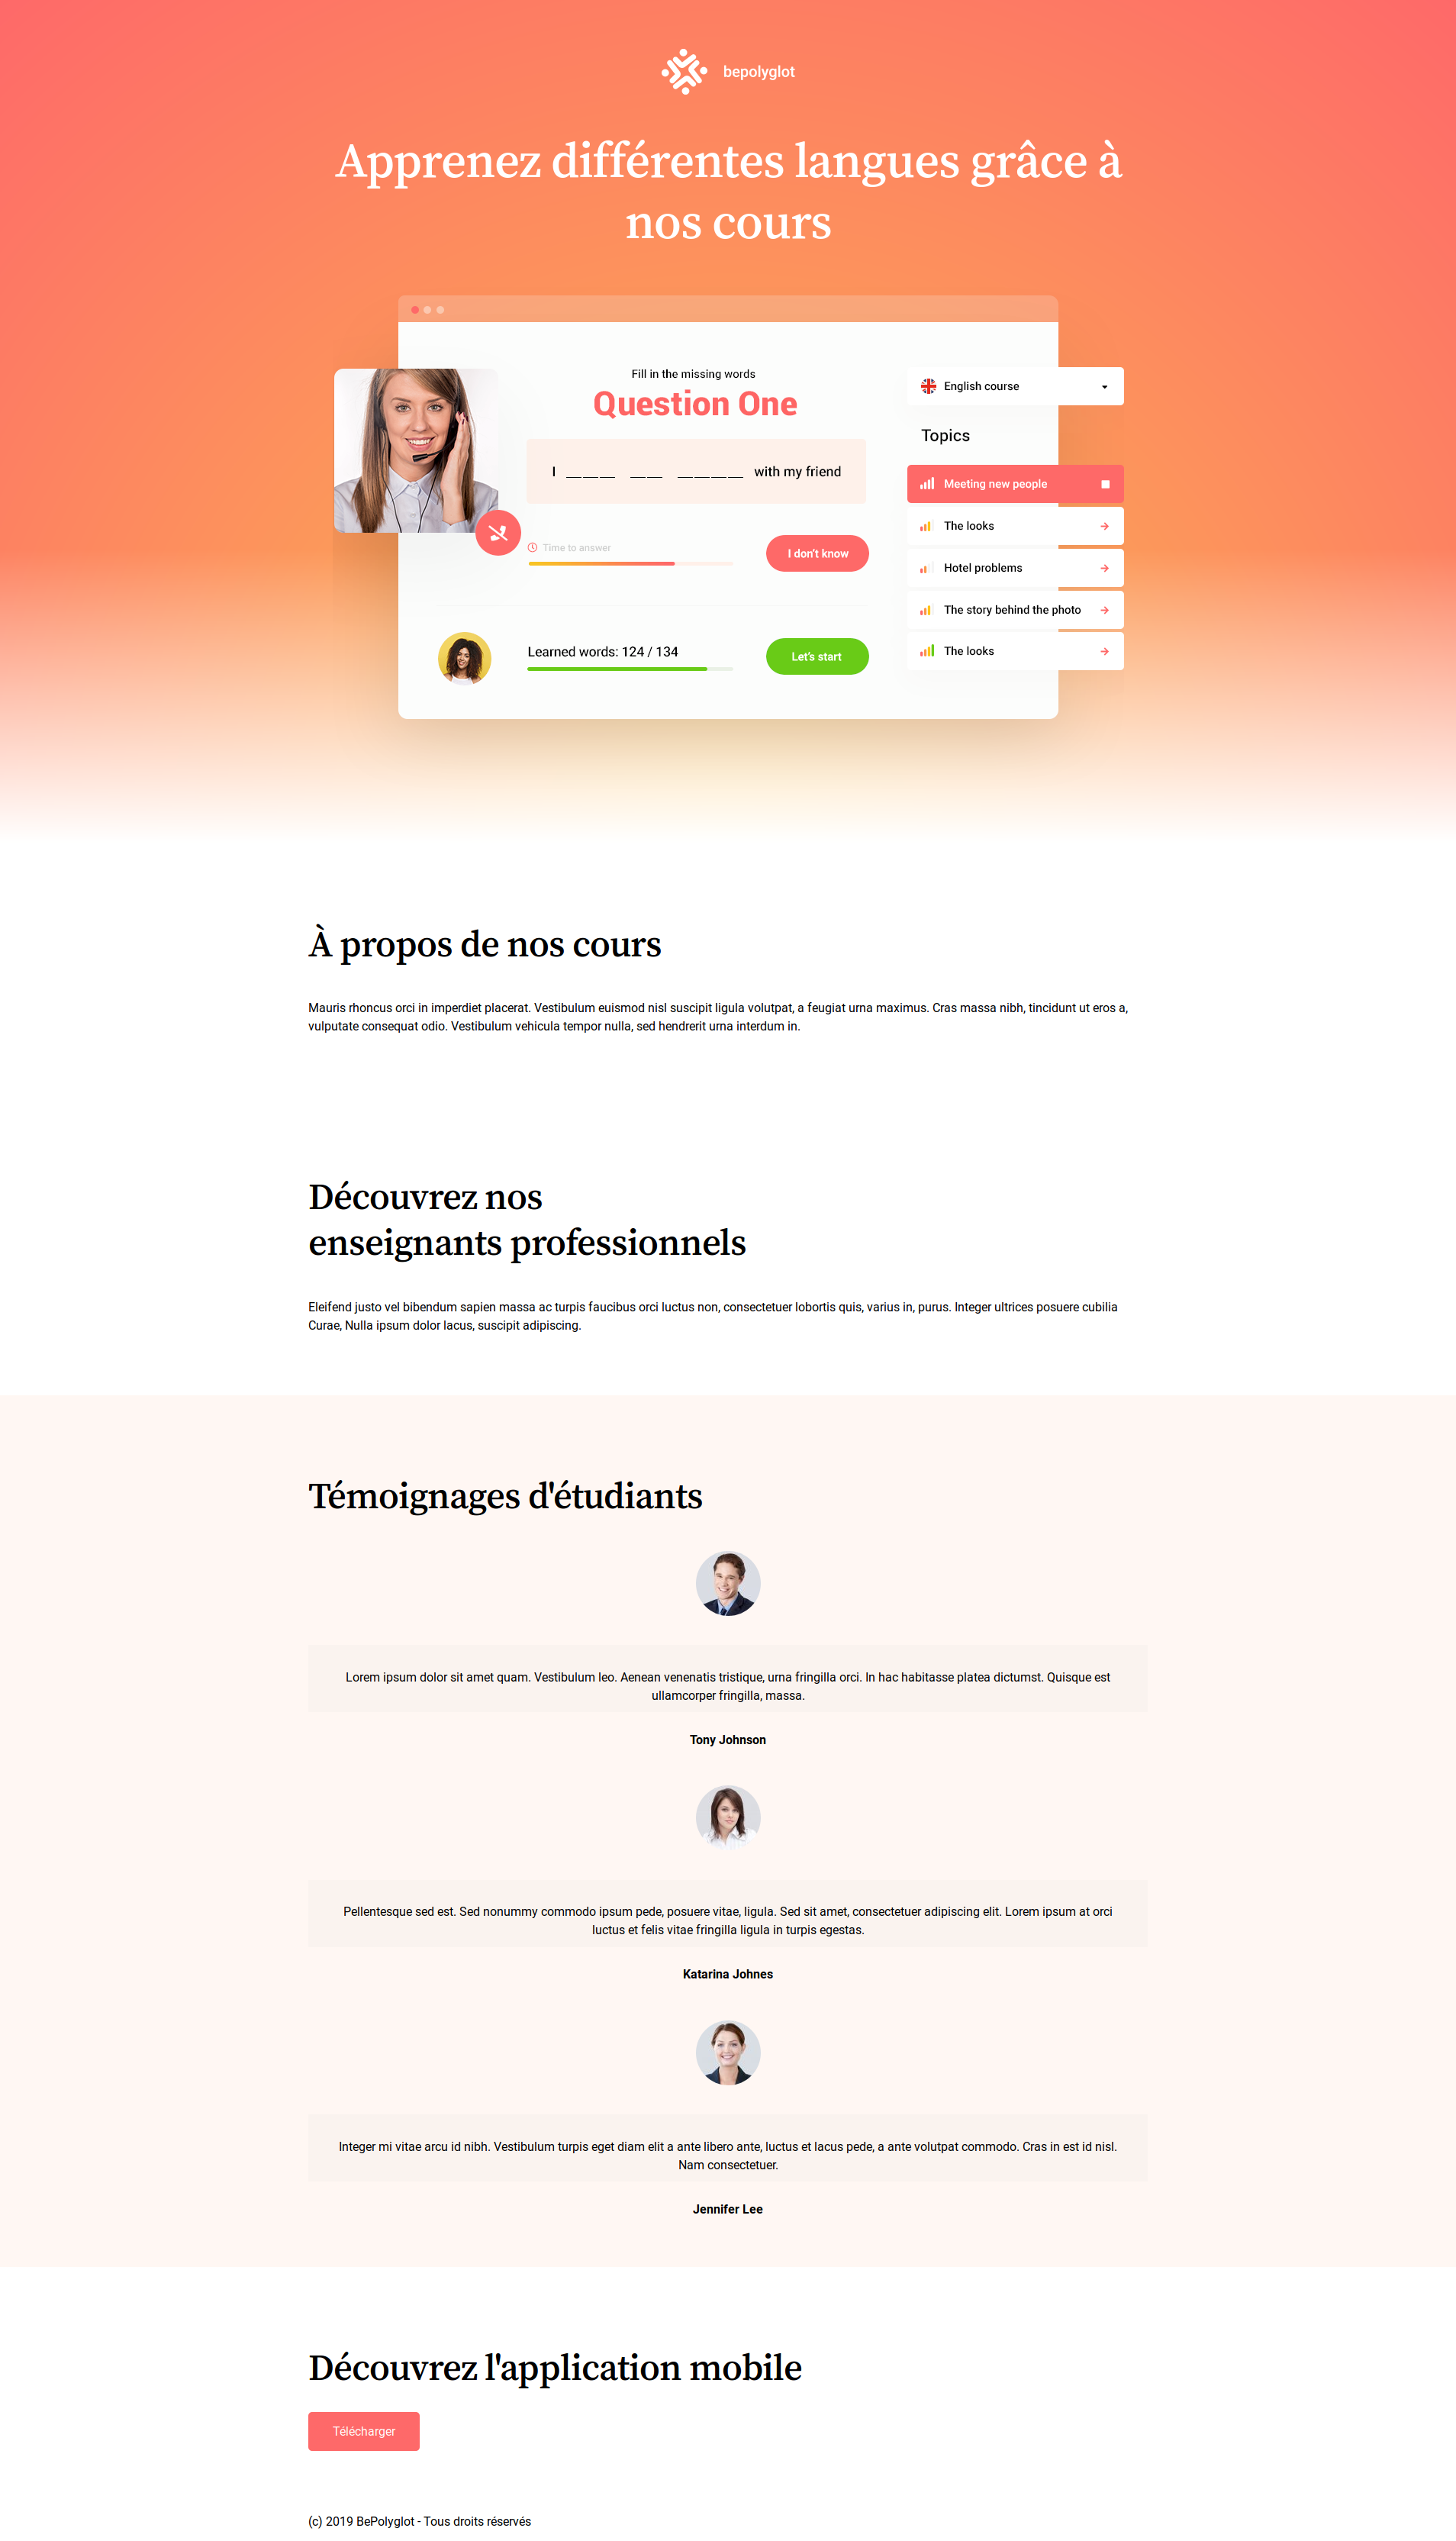 bepolyglot
Apprenez différentes langues grâce à
nos cours
Fill in the missing words
Question One
I ___ __ ____ with my friend
Time to answer
I don't know
Learned words: 124 / 134
Let's start
English course
Topics
Meeting new people
The looks
Hotel problems
The story behind the photo
The looks
À propos de nos cours
Mauris rhoncus orci in imperdiet placerat. Vestibulum euismod nisl suscipit ligula volutpat, a feugiat urna maximus. Cras massa nibh, tincidunt ut eros a,
vulputate consequat odio. Vestibulum vehicula tempor nulla, sed hendrerit urna interdum in.
Découvrez nos
enseignants professionnels
Eleifend justo vel bibendum sapien massa ac turpis faucibus orci luctus non, consectetuer lobortis quis, varius in, purus. Integer ultrices posuere cubilia
Curae, Nulla ipsum dolor lacus, suscipit adipiscing.
Témoignages d'étudiants
Lorem ipsum dolor sit amet quam. Vestibulum leo. Aenean venenatis tristique, urna fringilla orci. In hac habitasse platea dictumst. Quisque est
ullamcorper fringilla, massa.
Tony Johnson
Pellentesque sed est. Sed nonummy commodo ipsum pede, posuere vitae, ligula. Sed sit amet, consectetuer adipiscing elit. Lorem ipsum at orci
luctus et felis vitae fringilla ligula in turpis egestas.
Katarina Johnes
Integer mi vitae arcu id nibh. Vestibulum turpis eget diam elit a ante libero ante, luctus et lacus pede, a ante volutpat commodo. Cras in est id nisl.
Nam consectetuer.
Jennifer Lee
Découvrez l'application mobile
Télécharger
(c) 2019 BePolyglot - Tous droits réservés